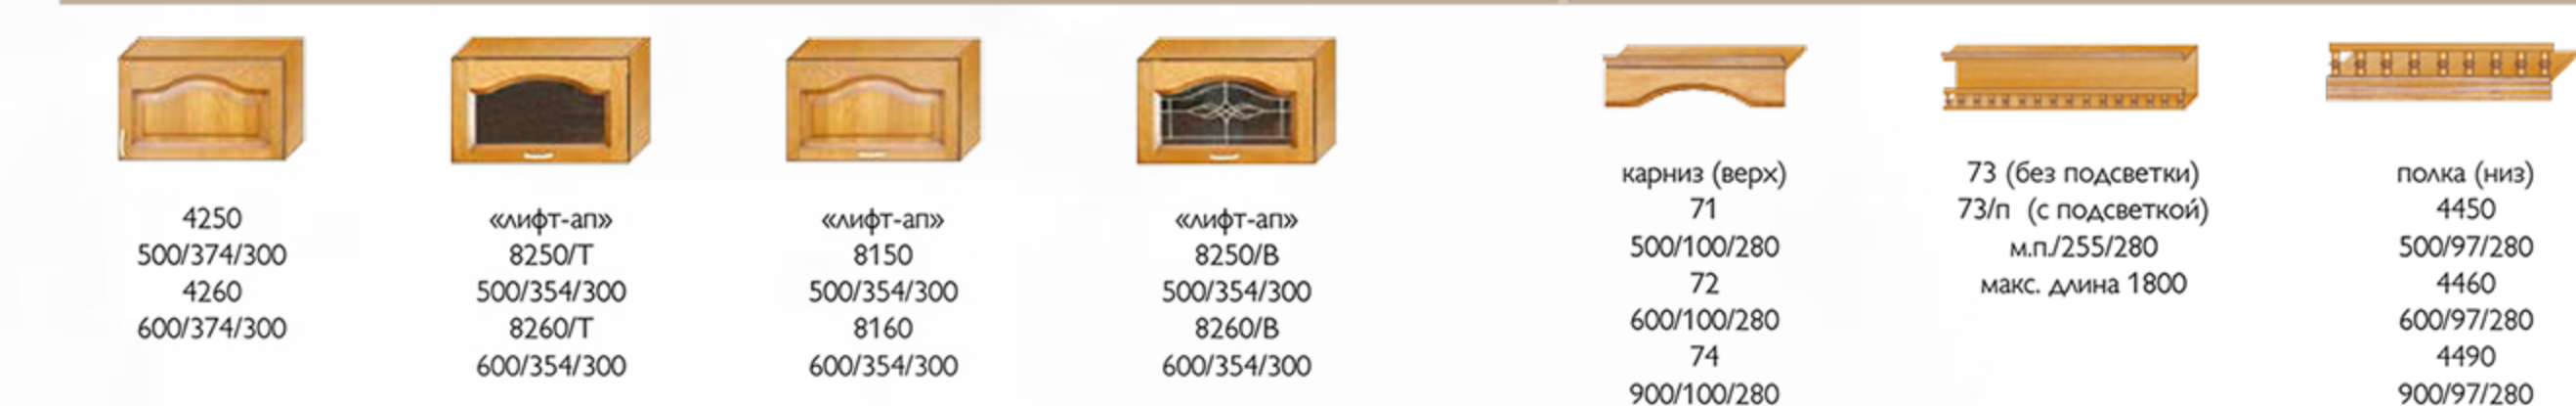 4250
500/374/300
4260
600/374/300
«лифт-ап»
8250/Т
500/354/300
8260/Т
600/354/300
«лифт-ап»
8150
500/354/300
8160
600/354/300
«лифт-ап»
8250/В
500/354/300
8260/В
600/354/300
карниз (верх)
71
500/100/280
72
600/100/280
74
900/100/280
73 (без подсветки)
73/п (с подсветкой)
м.п./255/280
макс. длина 1800
полка (низ)
4450
500/97/280
4460
600/97/280
4490
900/97/280